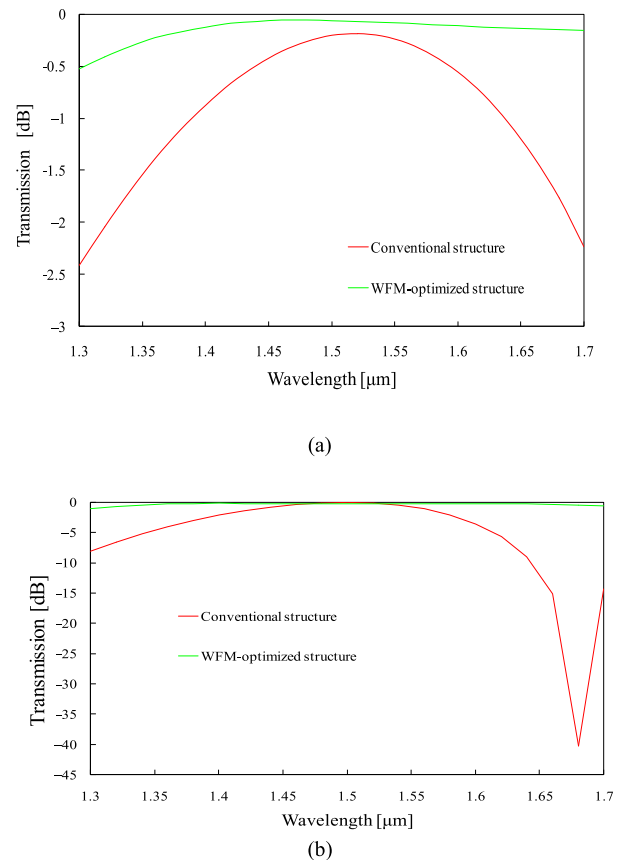 0
−0.5
−1
−1.5
−2
−2.5
−3
Transmission [dB]
Conventional structure
WFM-optimized structure
1.3 1.35 1.4 1.45 1.5 1.55 1.6 1.65 1.7
Wavelength [μm]
(a)
0
−5
−10
−15
−20
−25
−30
−35
−40
−45
Transmission [dB]
Conventional structure
WFM-optimized structure
1.3 1.35 1.4 1.45 1.5 1.55 1.6 1.65 1.7
Wavelength [μm]
(b)